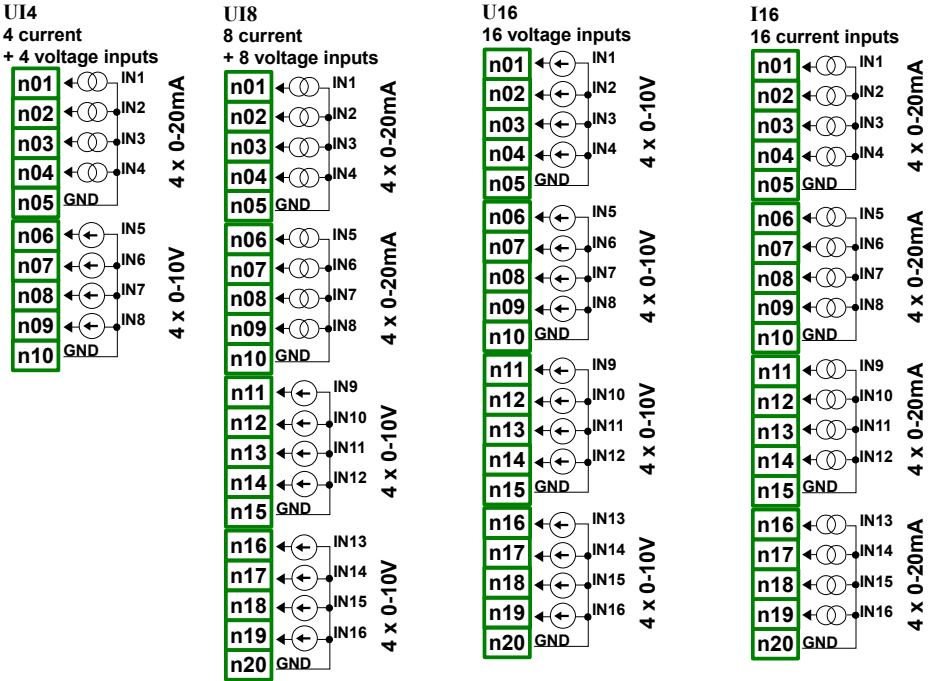 UI4
4 current
+ 4 voltage inputs
n01 IN1
n02 IN2
n03 IN3
n04 IN4
n05 GND
4 x 0-20mA
n06 IN5
n07 IN6
n08 IN7
n09 IN8
n10 GND
4 x 0-10V
UI8
8 current
+ 8 voltage inputs
n01 IN1
n02 IN2
n03 IN3
n04 IN4
n05 GND
4 x 0-20mA
n06 IN5
n07 IN6
n08 IN7
n09 IN8
n10 GND
4 x 0-20mA
n11 IN9
n12 IN10
n13 IN11
n14 IN12
n15 GND
4 x 0-10V
n16 IN13
n17 IN14
n18 IN15
n19 IN16
n20 GND
4 x 0-10V
U16
16 voltage inputs
n01 IN1
n02 IN2
n03 IN3
n04 IN4
n05 GND
4 x 0-10V
n06 IN5
n07 IN6
n08 IN7
n09 IN8
n10 GND
4 x 0-10V
n11 IN9
n12 IN10
n13 IN11
n14 IN12
n15 GND
4 x 0-10V
n16 IN13
n17 IN14
n18 IN15
n19 IN16
n20 GND
4 x 0-10V
I16
16 current inputs
n01 IN1
n02 IN2
n03 IN3
n04 IN4
n05 GND
4 x 0-20mA
n06 IN5
n07 IN6
n08 IN7
n09 IN8
n10 GND
4 x 0-20mA
n11 IN9
n12 IN10
n13 IN11
n14 IN12
n15 GND
4 x 0-20mA
n16 IN13
n17 IN14
n18 IN15
n19 IN16
n20 GND
4 x 0-20mA